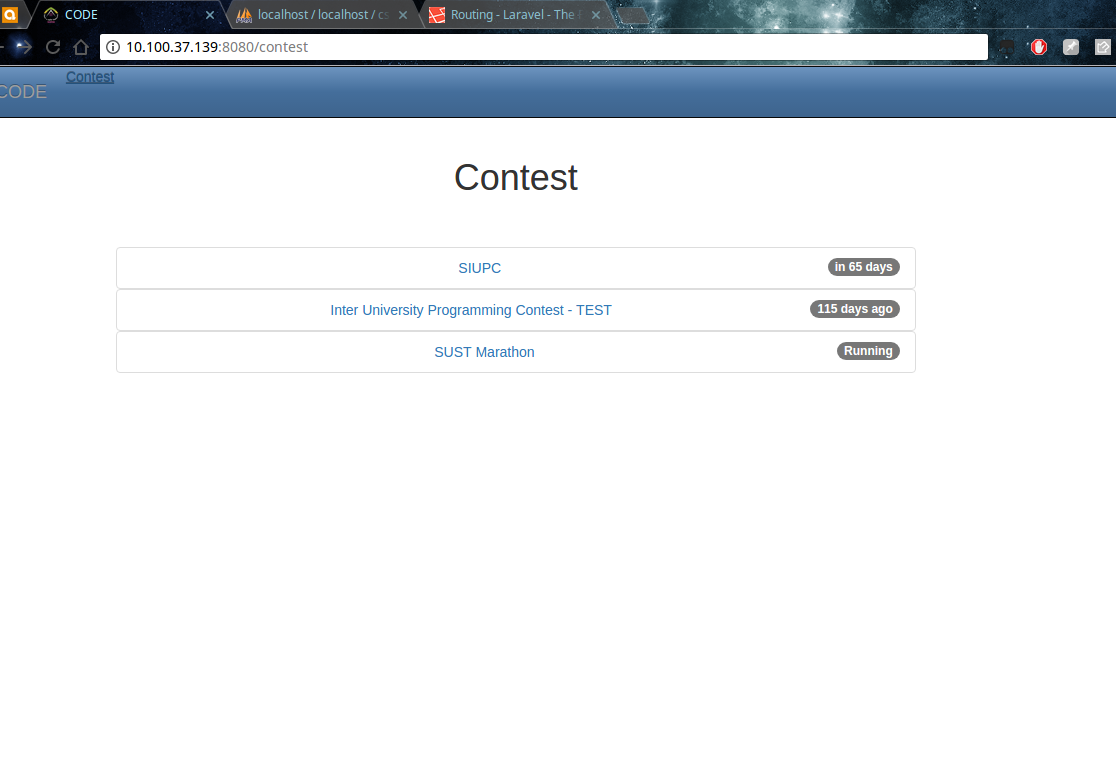 CODE
localhost / localhost / cs
Routing - Laravel - The
10.100.37.139:8080/contest
CODE
Contest
Contest
SIUPC
in 65 days
Inter University Programming Contest - TEST
115 days ago
SUST Marathon
Running